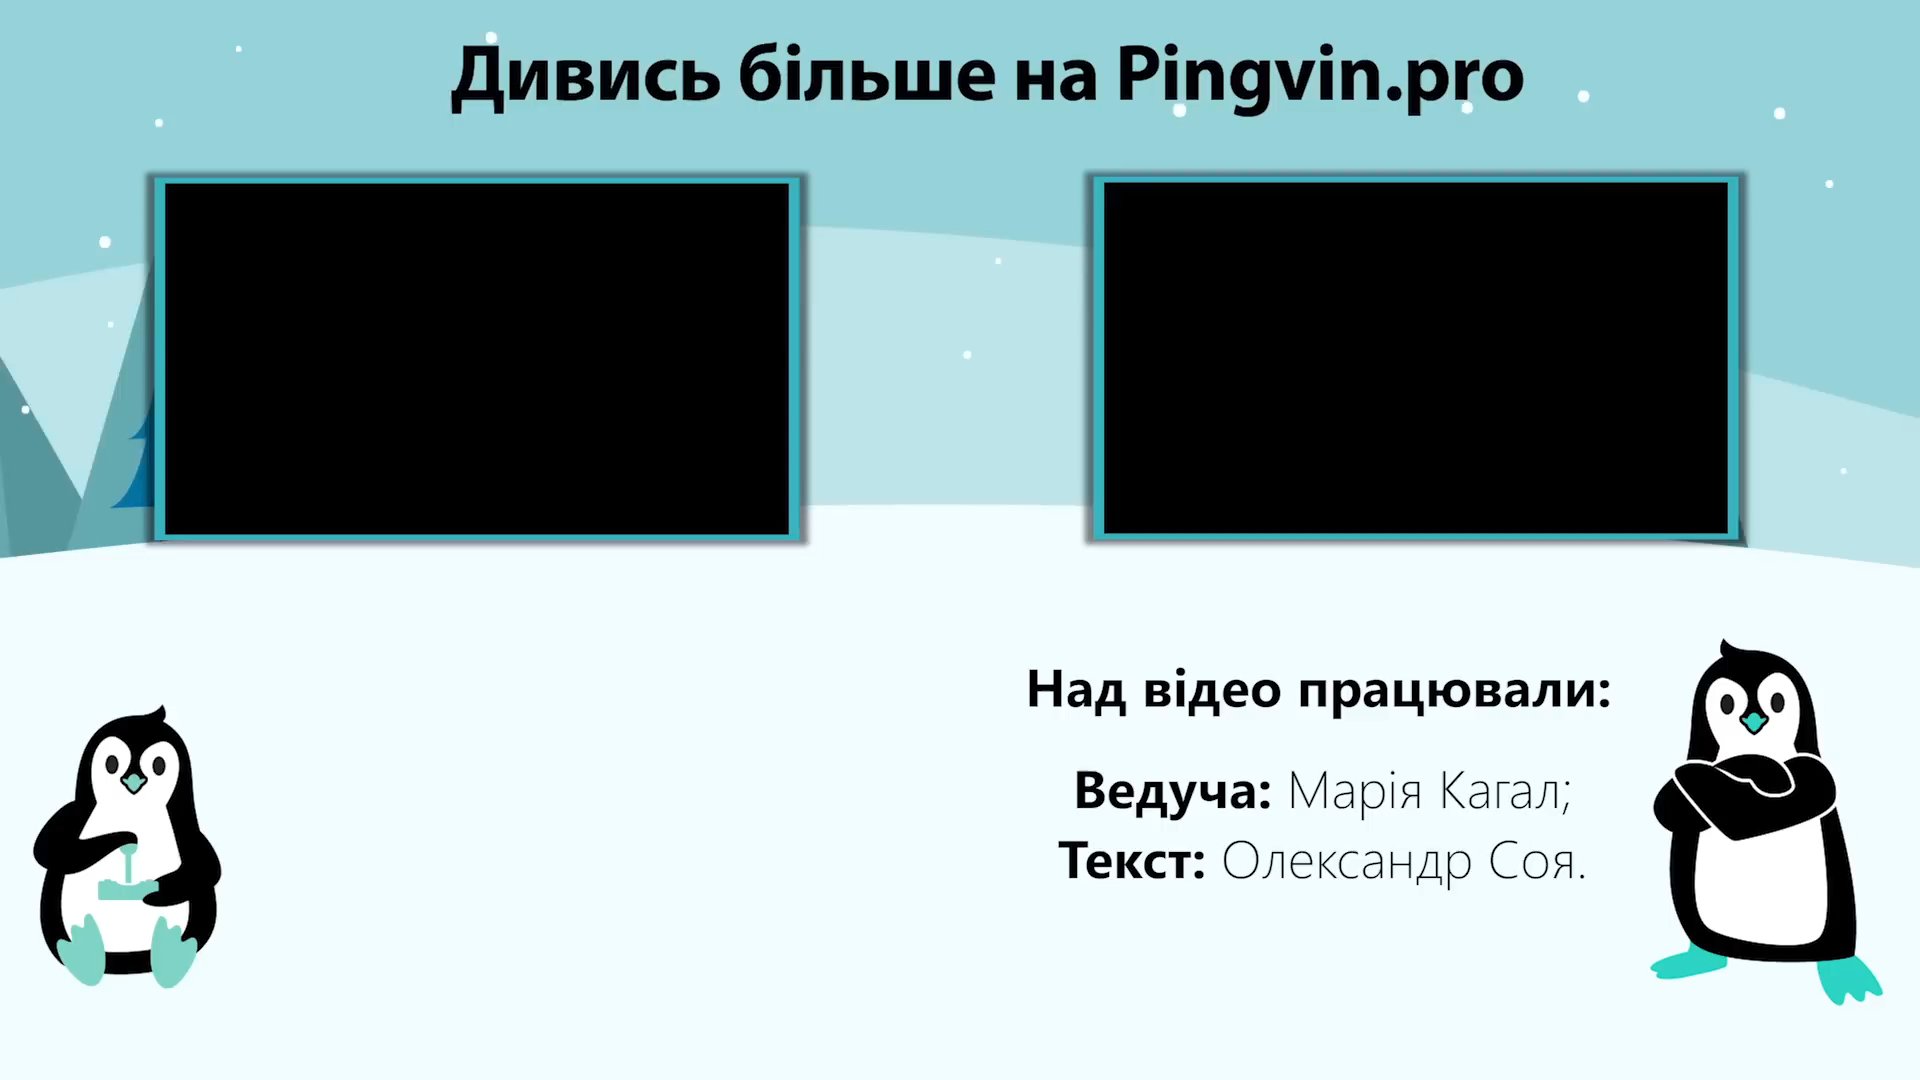 Дивись більше на Pingvin.pro
Над відео працювали:
Ведуча: Марія Кагал;
Текст: Олександр Соя.